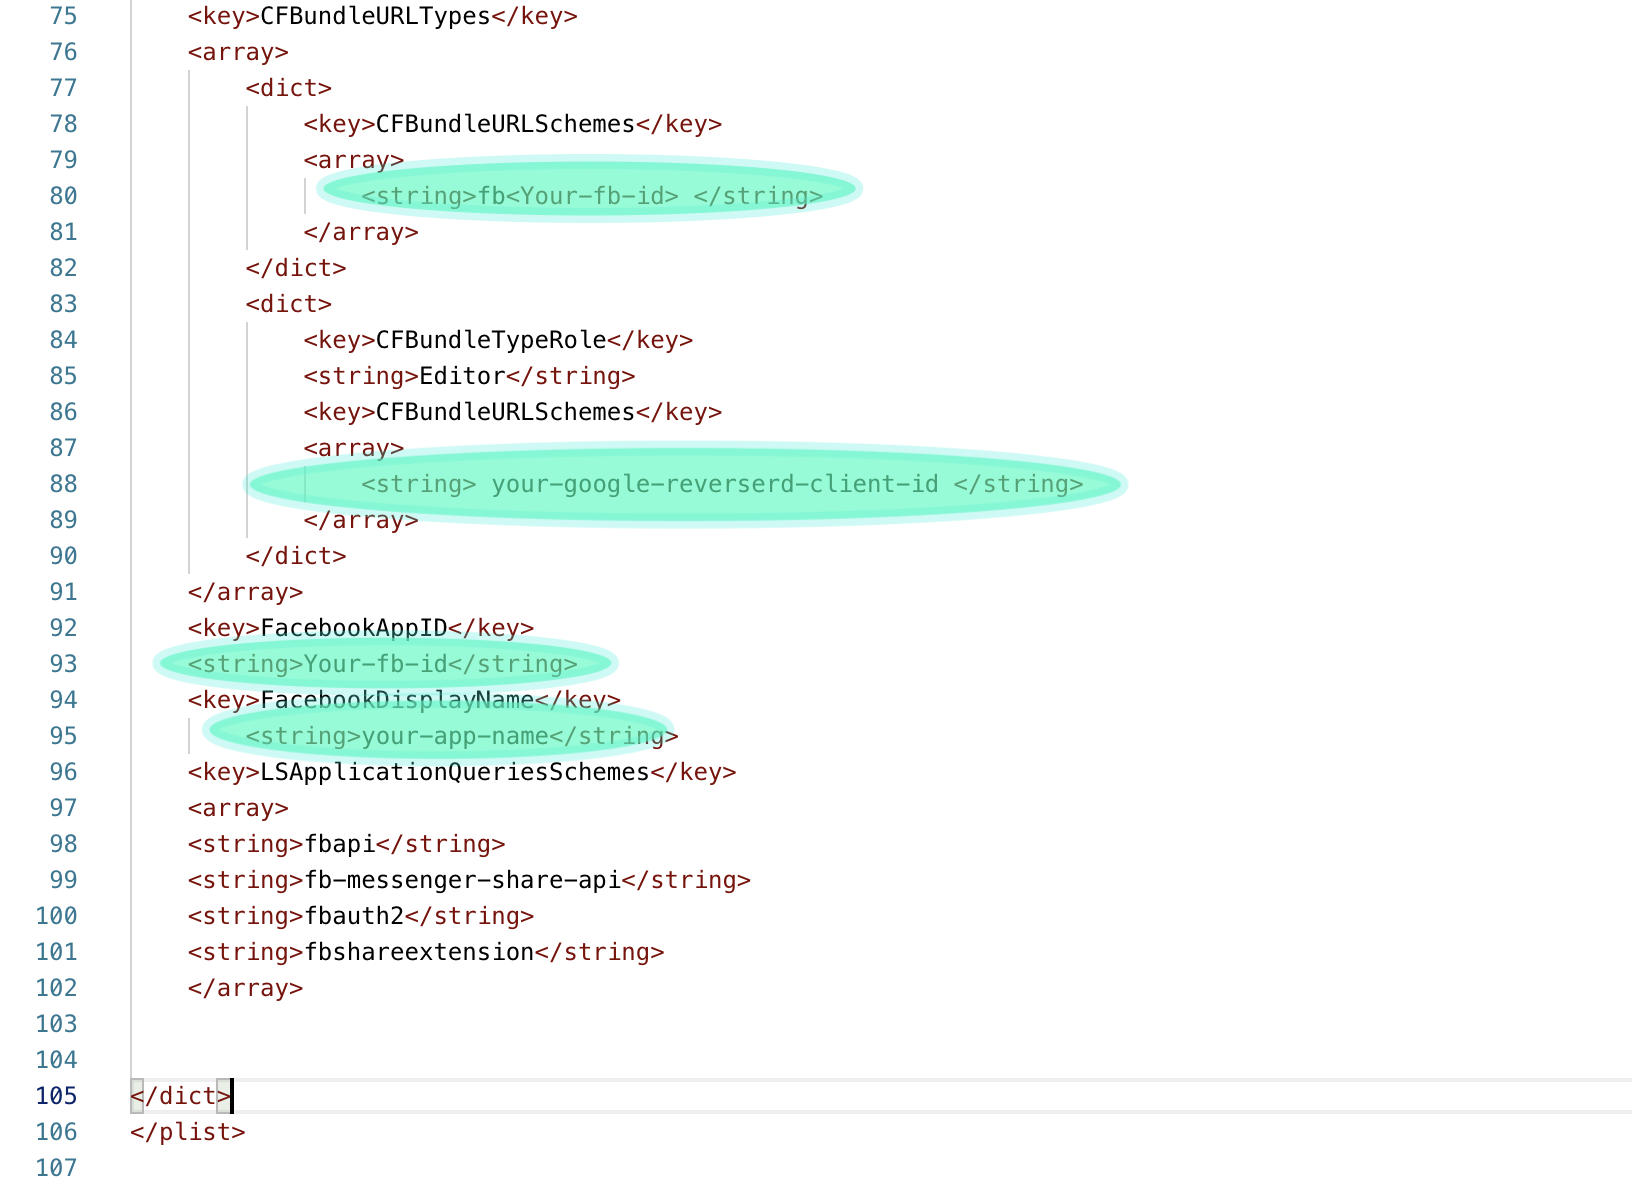 75 <key>CFBundleURLTypes</key>
76 <array>
77 <dict>
78 <key>CFBundleURLSchemes</key>
79 <array>
80 <string>fb<Your-fb-id> </string>
81 </array>
82 </dict>
83 <dict>
84 <key>CFBundleTypeRole</key>
85 <string>Editor</string>
86 <key>CFBundleURLSchemes</key>
87 <array>
88 <string> your-google-reverserd-client-id </string>
89 </array>
90 </dict>
91 </array>
92 <key>FacebookAppID</key>
93 <string>Your-fb-id</string>
94 <key>FacebookDisplayName</key>
95 <string>your-app-name</string>
96 <key>LSApplicationQueriesSchemes</key>
97 <array>
98 <string>fbapi</string>
99 <string>fb-messenger-share-api</string>
100 <string>fbauth2</string>
101 <string>fbshareextension</string>
102 </array>
103
104
105 </dict>
106 </plist>
107